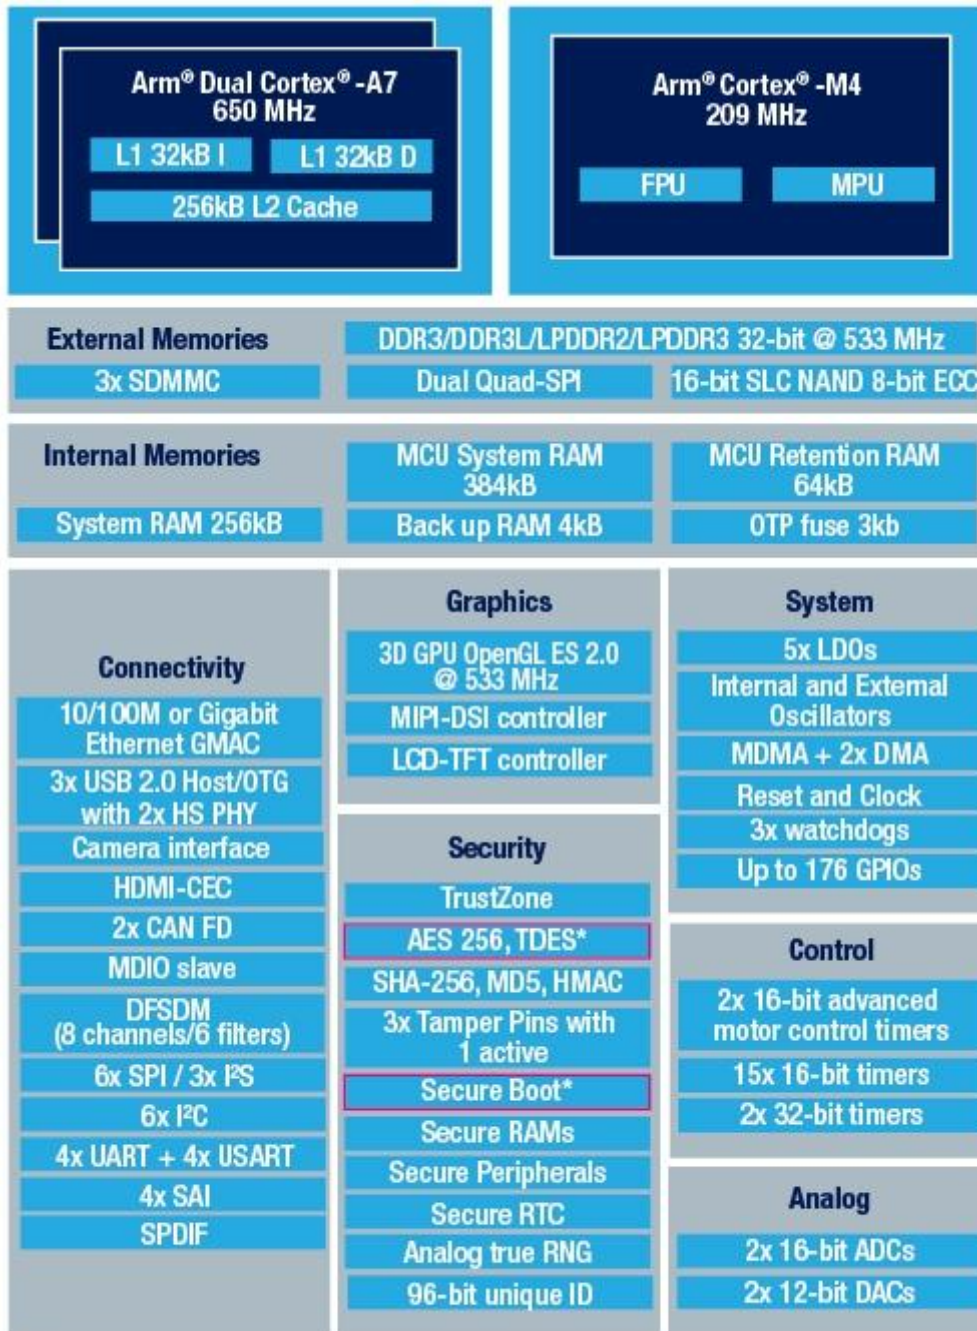 Arm® Dual Cortex® -A7
650 MHz
L1 32kB I
L1 32kB D
256kB L2 Cache
Arm® Cortex® -M4
209 MHz
FPU
MPU
External Memories
DDR3/DDR3L/LPDDR2/LPDDR3 32-bit @ 533 MHz
3x SDMMC
Dual Quad-SPI
16-bit SLC NAND 8-bit ECC
Internal Memories
MCU System RAM
384kB
MCU Retention RAM
64kB
System RAM 256kB
Back up RAM 4kB
OTP fuse 3kb
Connectivity
10/100M or Gigabit
Ethernet GMAC
3x USB 2.0 Host/OTG
with 2x HS PHY
Camera interface
HDMI-CEC
2x CAN FD
MDIO slave
DFSDM
(8 channels/6 filters)
6x SPI / 3x I²S
6x I²C
4x UART + 4x USART
4x SAI
SPDIF
Graphics
3D GPU OpenGL ES 2.0
@ 533 MHz
MIPI-DSI controller
LCD-TFT controller
Security
TrustZone
AES 256, TDES*
SHA-256, MD5, HMAC
3x Tamper Pins with
1 active
Secure Boot*
Secure RAMs
Secure Peripherals
Secure RTC
Analog true RNG
96-bit unique ID
System
5x LDOs
Internal and External
Oscillators
MDMA + 2x DMA
Reset and Clock
3x watchdogs
Up to 176 GPIOs
Control
2x 16-bit advanced
motor control timers
15x 16-bit timers
2x 32-bit timers
Analog
2x 16-bit ADCs
2x 12-bit DACs